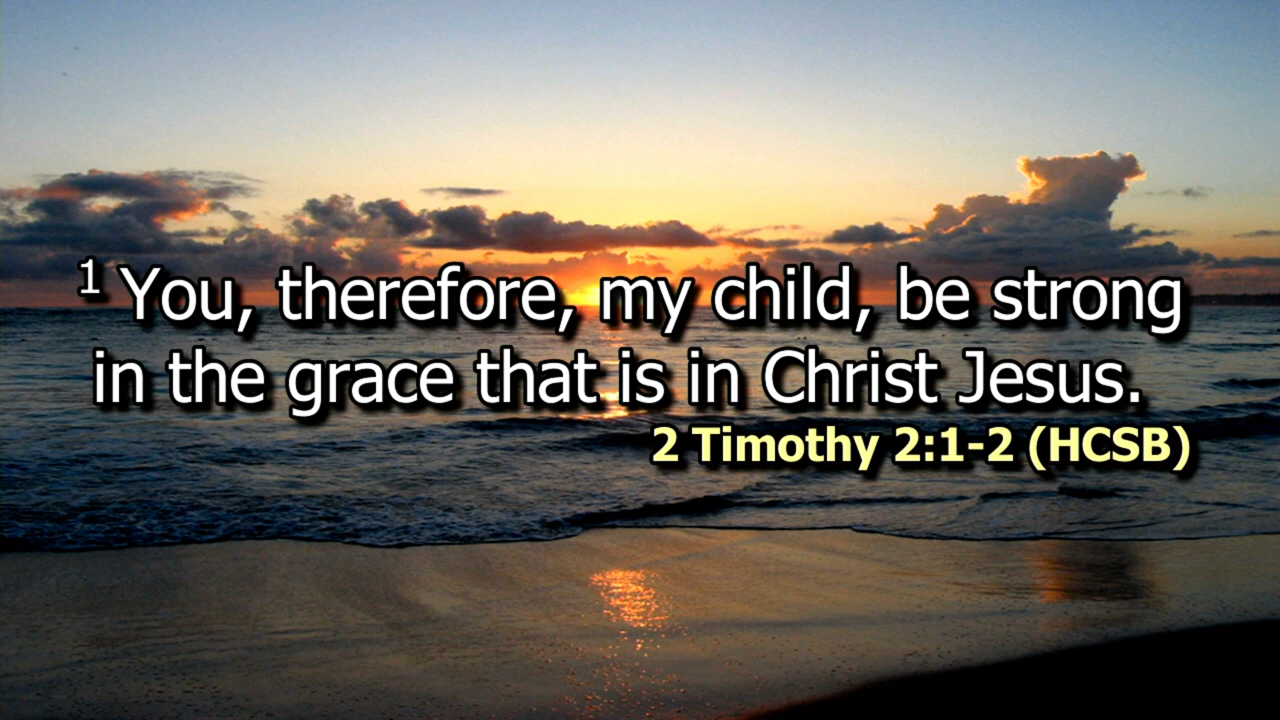 1 You, therefore, my child, be strong
in the grace that is in Christ Jesus.
2 Timothy 2:1-2 (HCSB)